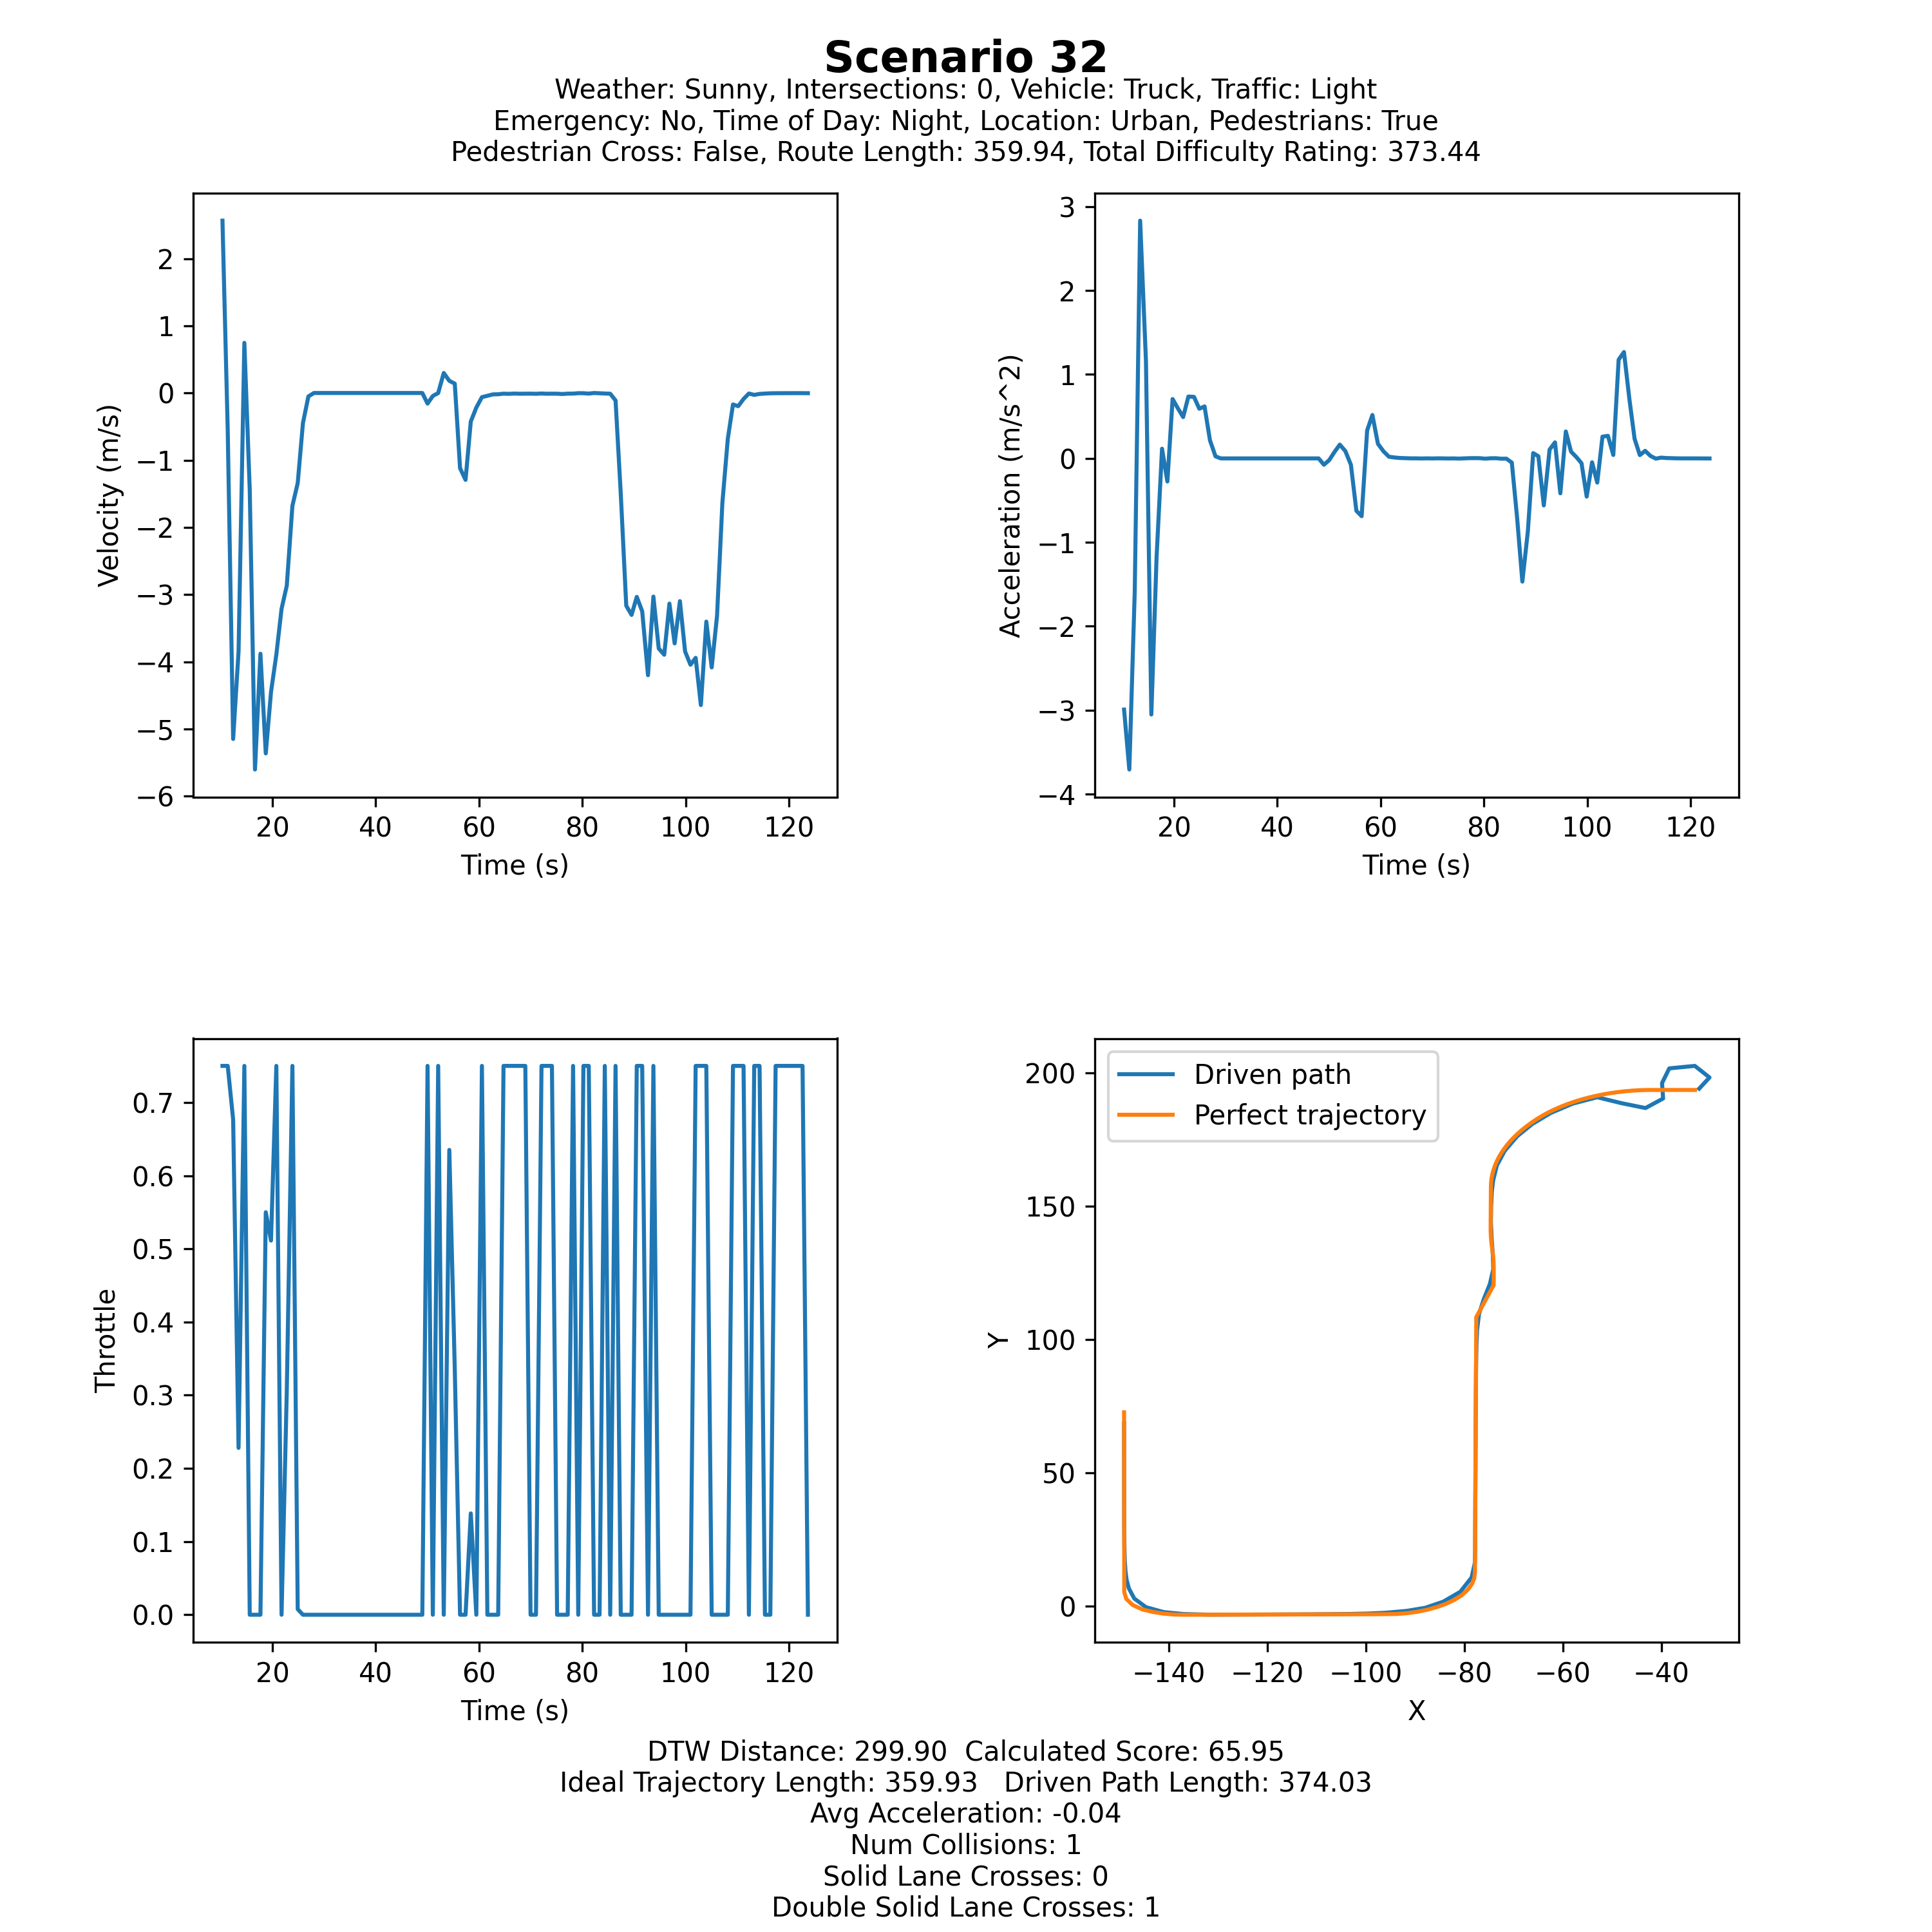 Scenario 32
Weather: Sunny, Intersections: 0, Vehicle: Truck, Traffic: Light
Emergency: No, Time of Day: Night, Location: Urban, Pedestrians: True
Pedestrian Cross: False, Route Length: 359.94, Total Difficulty Rating: 373.44
2
1
0
−1
−2
−3
−4
−5
−6
Velocity (m/s)
20 40 60 80 100 120
Time (s)
3
2
1
0
−1
−2
−3
−4
Acceleration (m/s^2)
20 40 60 80 100 120
Time (s)
0.7
0.6
0.5
0.4
0.3
0.2
0.1
0.0
Throttle
20 40 60 80 100 120
Time (s)
Driven path
Perfect trajectory
200
150
100
50
0
Y
−140 −120 −100 −80 −60 −40
X
DTW Distance: 299.90 Calculated Score: 65.95
Ideal Trajectory Length: 359.93 Driven Path Length: 374.03
Avg Acceleration: -0.04
Num Collisions: 1
Solid Lane Crosses: 0
Double Solid Lane Crosses: 1